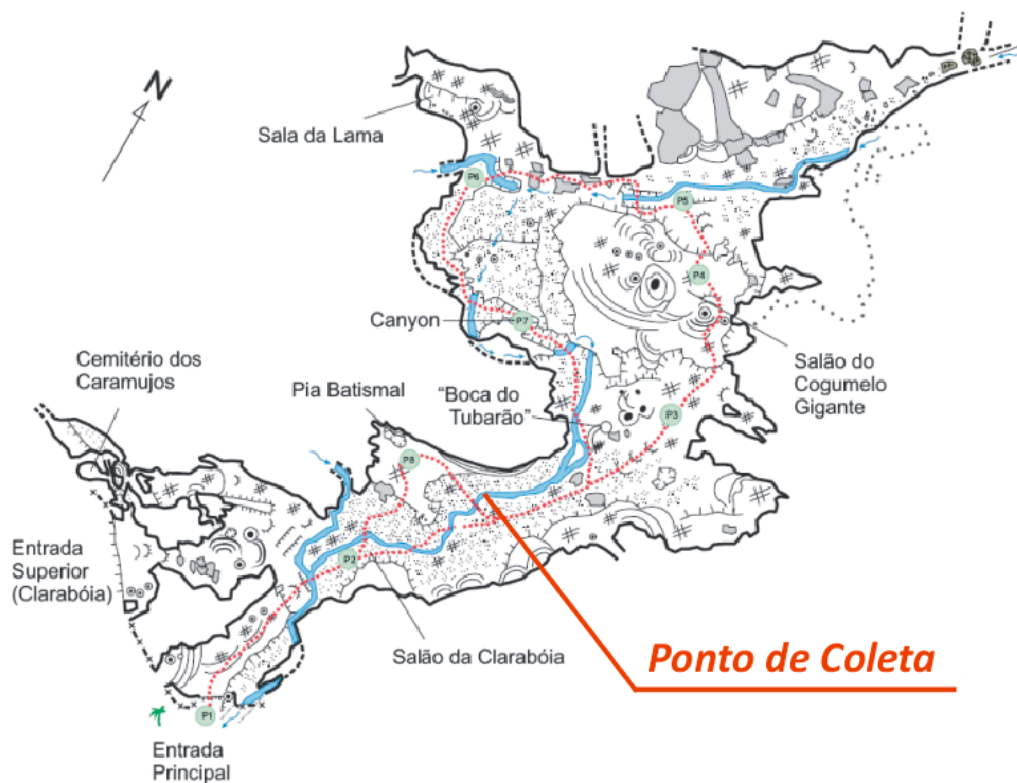 N
Sala da Lama
P6
P5
P4
Canyon
P7
Salão do
Cogumelo
Gigante
Cemitério dos
Caramujos
Pia Batismal
"Boca do
Tubarão"
P3
P8
Entrada
Superior
(Clarabóia)
P2
Salão da Clarabóia
Ponto de Coleta
P1
Entrada
Principal